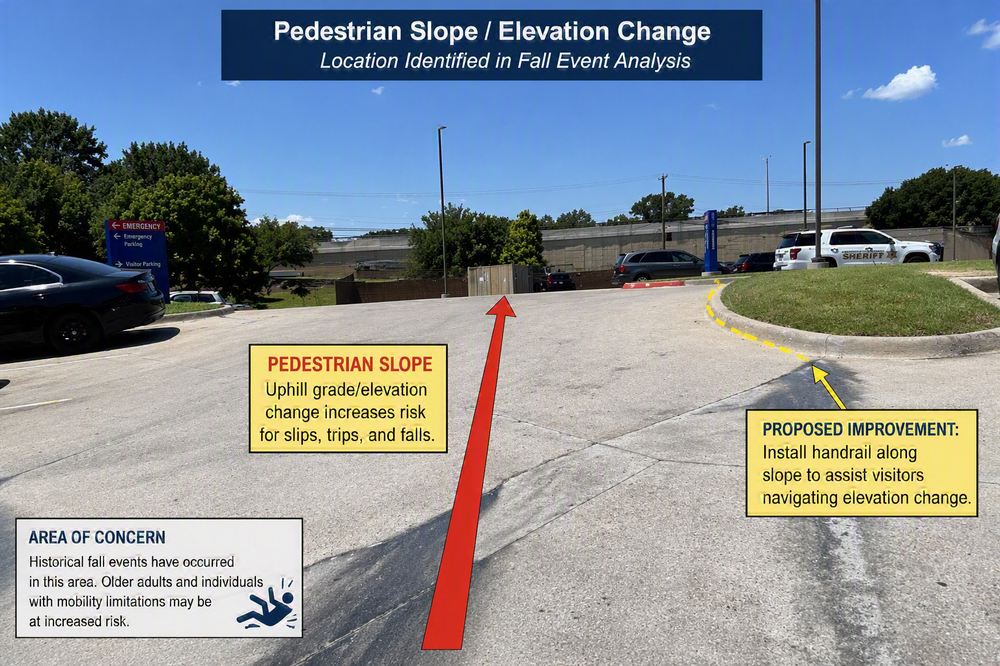 Pedestrian Slope / Elevation Change
Location Identified in Fall Event Analysis
← EMERGENCY
← Emergency
Parking
→ Visitor Parking
SHERIFF
PEDESTRIAN SLOPE
Uphill grade/elevation
change increases risk
for slips, trips, and falls.
PROPOSED IMPROVEMENT:
Install handrail along
slope to assist visitors
navigating elevation change.
AREA OF CONCERN
Historical fall events have occurred
in this area. Older adults and individuals
with mobility limitations may be
at increased risk.